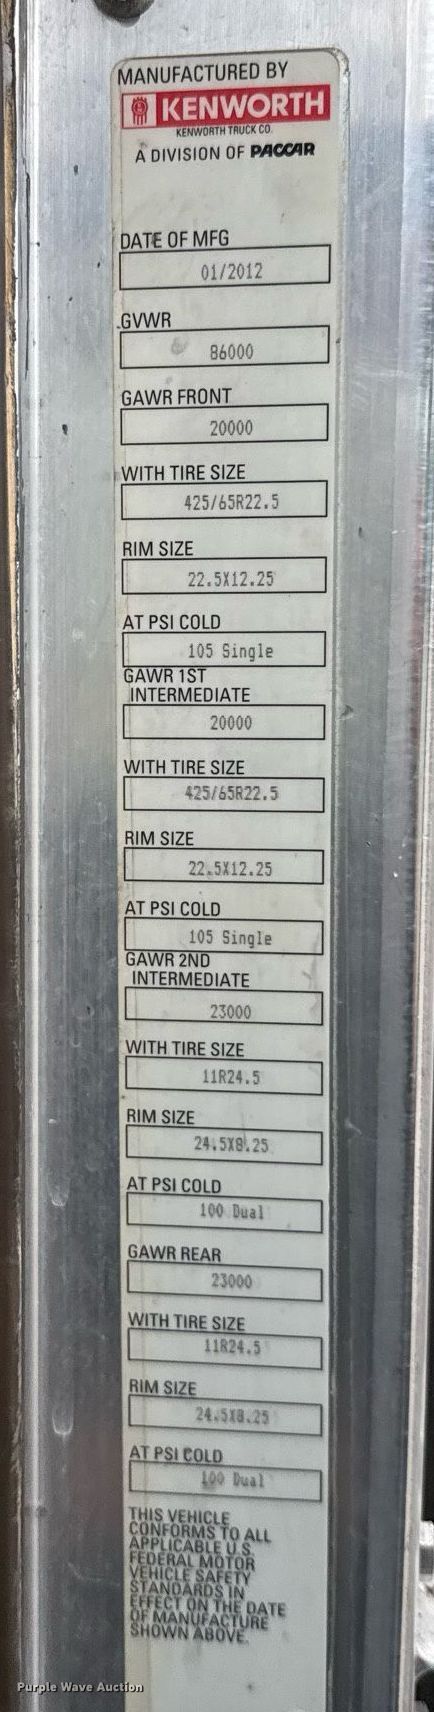 MANUFACTURED BY
KENWORTH
KENWORTH TRUCK CO.
A DIVISION OF PACCAR
DATE OF MFG
01/2012
GVWR
86000
GAWR FRONT
20000
WITH TIRE SIZE
425/65R22.5
RIM SIZE
22.5X12.25
AT PSI COLD
105 Single
GAWR 1ST
INTERMEDIATE
20000
WITH TIRE SIZE
425/65R22.5
RIM SIZE
22.5X12.25
AT PSI COLD
105 Single
GAWR 2ND
INTERMEDIATE
23000
WITH TIRE SIZE
11R24.5
RIM SIZE
24.5X8.25
AT PSI COLD
100 Dual
GAWR REAR
23000
WITH TIRE SIZE
11R24.5
RIM SIZE
24.5X8.25
AT PSI COLD
100 Dual
THIS VEHICLE
CONFORMS TO ALL
APPLICABLE U.S.
FEDERAL MOTOR
VEHICLE SAFETY
STANDARDS IN
EFFECT ON THE DATE
OF MANUFACTURE
SHOWN ABOVE.
Purple Wave Auction